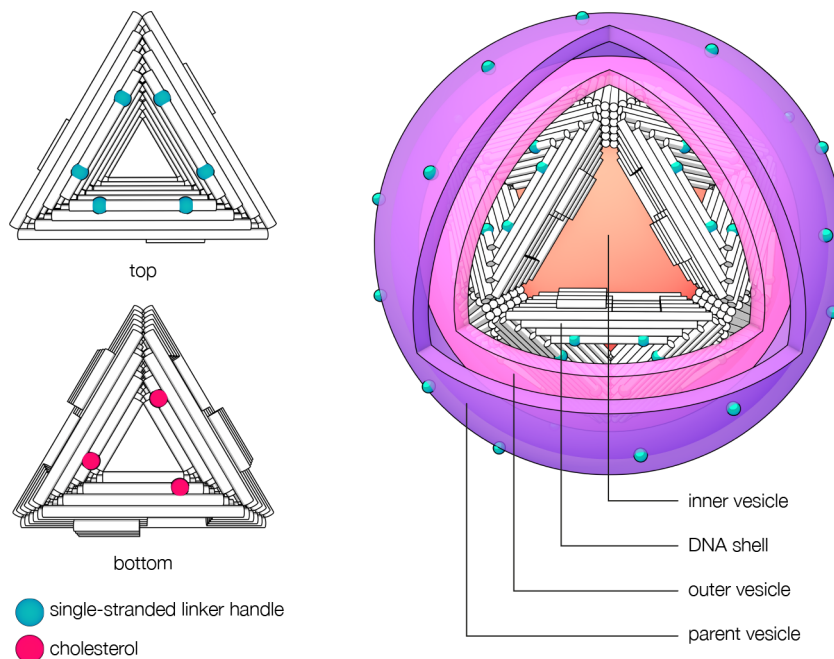 top
bottom
single-stranded linker handle
cholesterol
inner vesicle
DNA shell
outer vesicle
parent vesicle